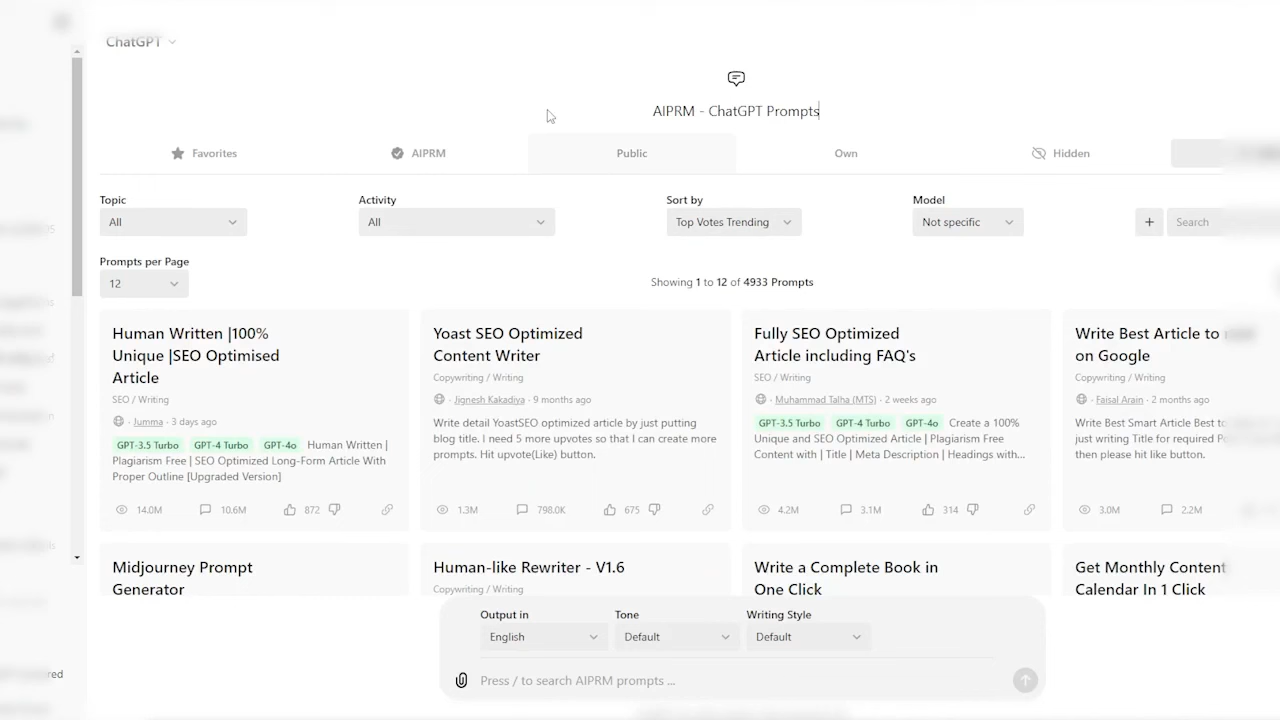 ChatGPT
AIPRM - ChatGPT Prompts
Favorites
AIPRM
Public
Own
Hidden
Topic
Activity
Sort by
Model
All
All
Top Votes Trending
Not specific
+
Search
Prompts per Page
12
Showing 1 to 12 of 4933 Prompts
Human Written |100%
Unique |SEO Optimised
Article
SEO / Writing
· Jumma · 3 days ago
GPT-3.5 Turbo GPT-4 Turbo GPT-4o Human Written |
Plagiarism Free | SEO Optimized Long-Form Article With
Proper Outline [Upgraded Version]
14.0M 10.6M 872
Yoast SEO Optimized
Content Writer
Copywriting / Writing
· Jignesh Kakadiya · 9 months ago
Write detail YoastSEO optimized article by just putting
blog title. I need 5 more upvotes so that I can create more
prompts. Hit upvote(Like) button.
1.3M 798.0K 675
Fully SEO Optimized
Article including FAQ's
SEO / Writing
· Muhammad Talha (MTS) · 2 weeks ago
GPT-3.5 Turbo GPT-4 Turbo GPT-4o Create a 100%
Unique and SEO Optimized Article | Plagiarism Free
Content with | Title | Meta Description | Headings with...
4.2M 3.1M 314
Write Best Article to
on Google
Copywriting / Writing
· Faisal Arain · 2 months ago
Write Best Smart Article Best to
just writing Title for required
then please hit like button.
3.0M 2.2M
Midjourney Prompt
Generator
Human-like Rewriter - V1.6
Copywriting / Writing
Write a Complete Book in
One Click
Get Monthly Content
Calendar In 1 Click
Output in
Tone
Writing Style
English
Default
Default
Press / to search AIPRM prompts ...